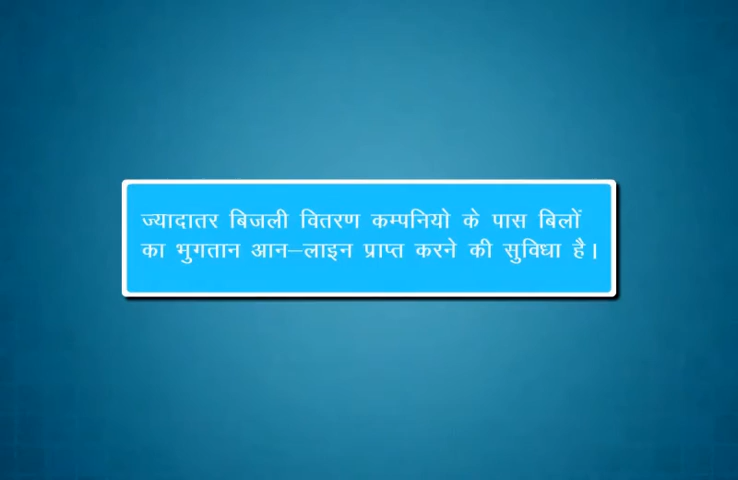 ज्यादातर बिजली वितरण कम्पनियो के पास बिलों
का भुगतान आन–लाइन प्राप्त करने की सुविधा है।